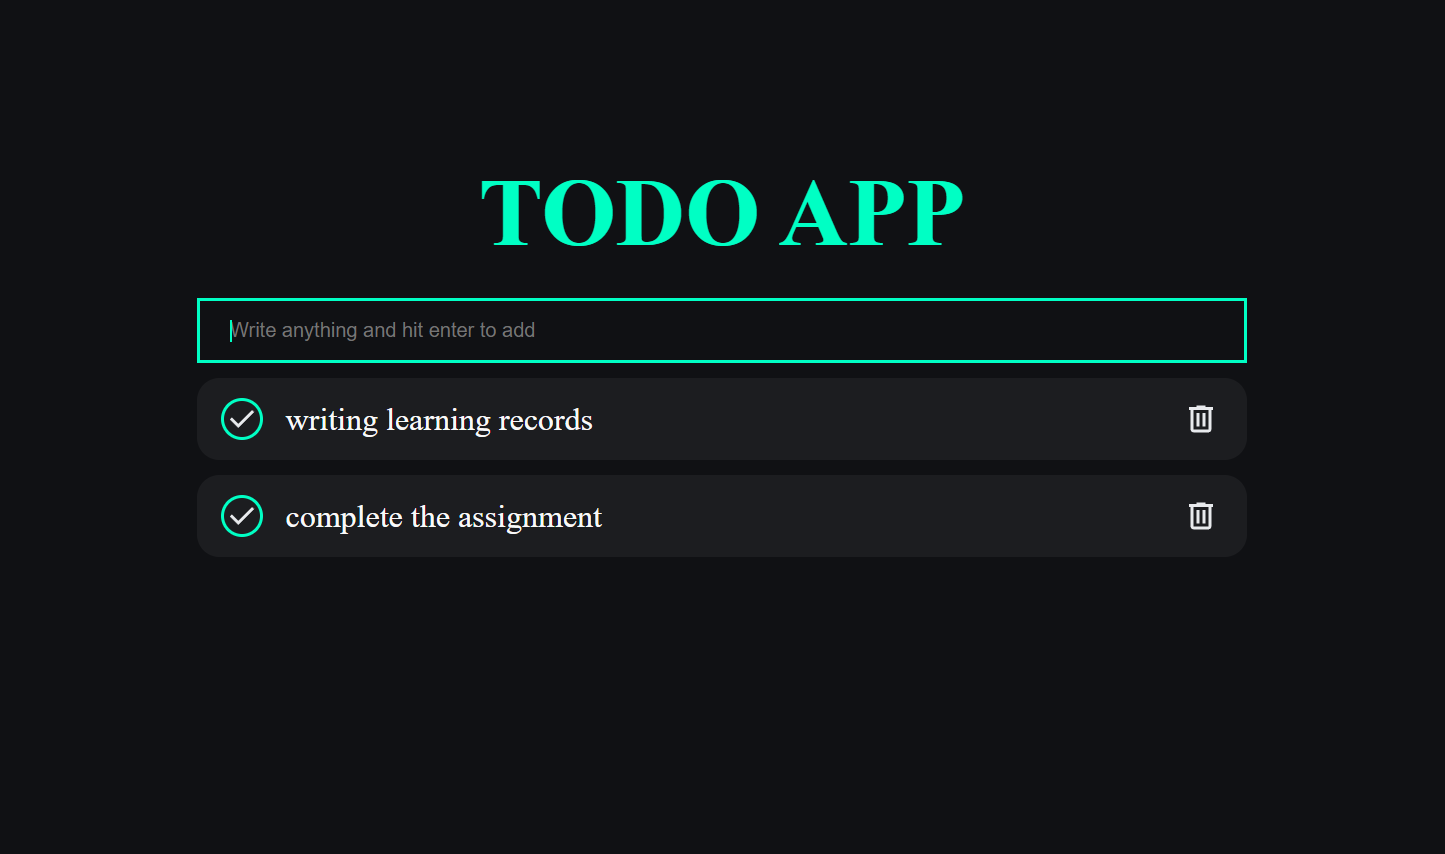 TODO APP
Write anything and hit enter to add
writing learning records
complete the assignment